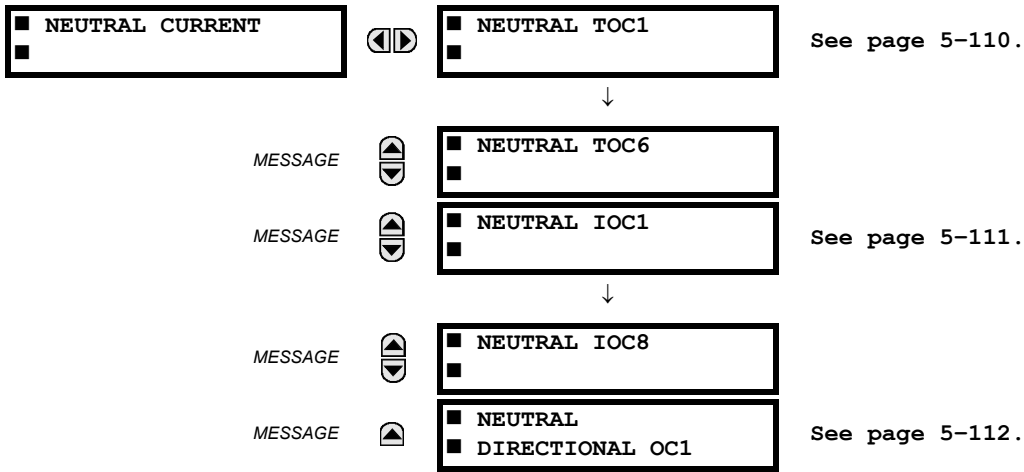 ■ NEUTRAL CURRENT
■
■ NEUTRAL TOC1
■
See page 5-110.
↓
MESSAGE
■ NEUTRAL TOC6
■
MESSAGE
■ NEUTRAL IOC1
■
See page 5-111.
↓
MESSAGE
■ NEUTRAL IOC8
■
MESSAGE
■ NEUTRAL
■ DIRECTIONAL OC1
See page 5-112.